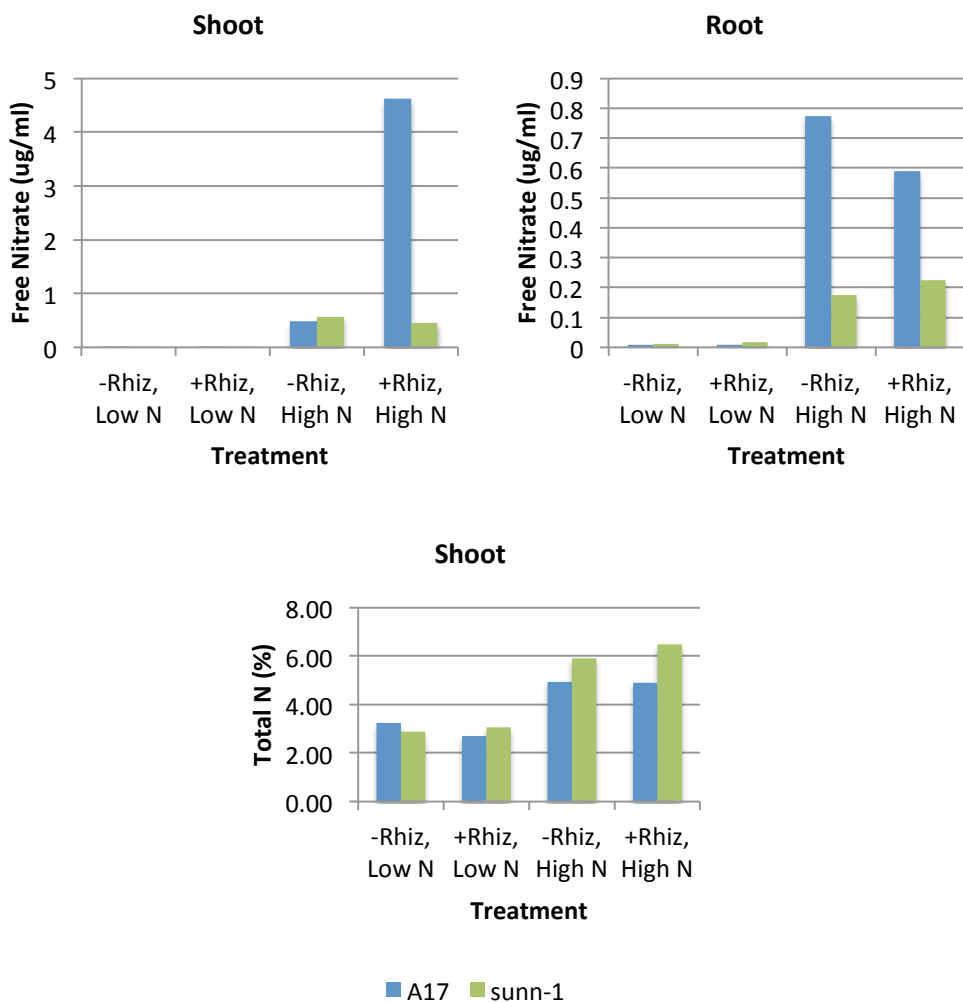 Shoot
Free Nitrate (ug/ml)
5
4
3
2
1
0
-Rhiz, +Rhiz, -Rhiz, +Rhiz,
Low N Low N High N High N
Treatment
Root
Free Nitrate (ug/ml)
0.9
0.8
0.7
0.6
0.5
0.4
0.3
0.2
0.1
0
-Rhiz, +Rhiz, -Rhiz, +Rhiz,
Low N Low N High N High N
Treatment
Shoot
Total N (%)
8.00
6.00
4.00
2.00
0.00
-Rhiz, +Rhiz, -Rhiz, +Rhiz,
Low N Low N High N High N
Treatment
A17 sunn-1